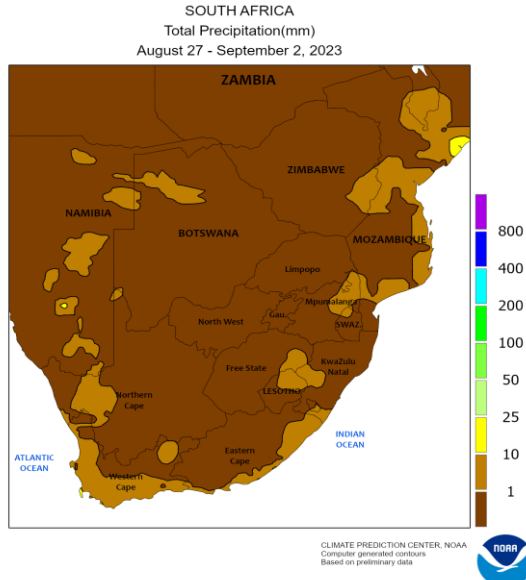 SOUTH AFRICA
Total Precipitation(mm)
August 27 - September 2, 2023
ZAMBIA
ZIMBABWE
NAMIBIA
BOTSWANA
MOZAMBIQUE
Limpopo
Mpumalanga
North West
Gau.
SWAZ.
Free State
KwaZulu
Natal
LESOTHO
Northern
Cape
Eastern
Cape
Western
Cape
ATLANTIC
OCEAN
INDIAN
OCEAN
800
400
200
100
50
25
10
1
CLIMATE PREDICTION CENTER, NOAA
Computer generated contours
Based on preliminary data
NOAA